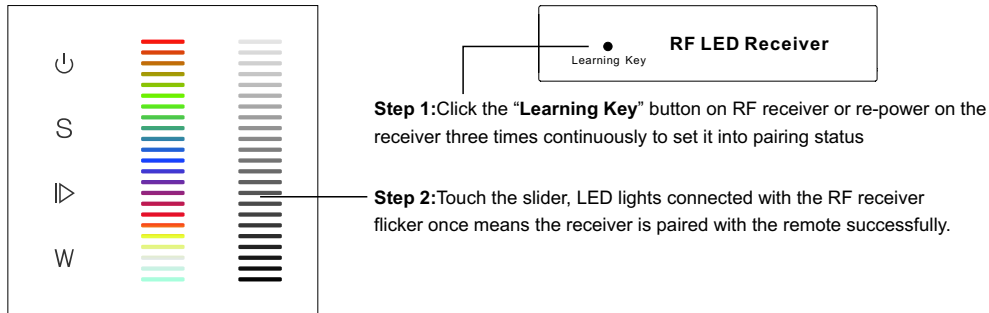 S
W
RF LED Receiver
Learning Key
Step 1:Click the “Learning Key” button on RF receiver or re-power on the
receiver three times continuously to set it into pairing status
Step 2:Touch the slider, LED lights connected with the RF receiver
flicker once means the receiver is paired with the remote successfully.